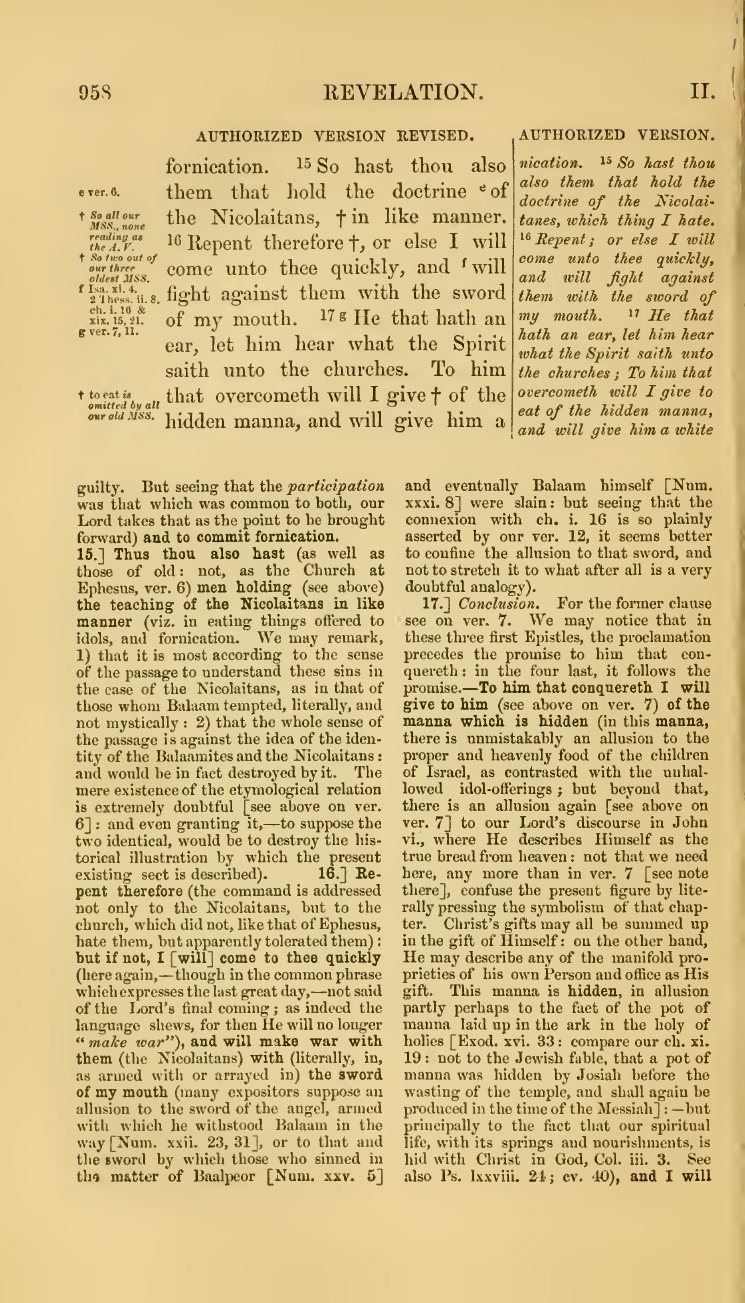 958
REVELATION.
II.
AUTHORIZED VERSION REVISED.
fornication. 15 So hast thou also
them that hold the doctrine e of
the Nicolaitans, † in like manner.
16 Repent therefore †, or else I will
come unto thee quickly, and f will
fight against them with the sword
of my mouth. 17 g He that hath an
ear, let him hear what the Spirit
saith unto the churches. To him
that overcometh will I give † of the
hidden manna, and will give him a
e ver. 6.
† So all our
MSS., none
reading as
the A. V.
† So two out of
our three
oldest MSS.
f Isa. xi. 4.
2 Thess. ii. 8.
ch. i. 16 &
xix. 15, 21.
g ver. 7, 11.
† to eat is
omitted by all
our old MSS.
AUTHORIZED VERSION.
nication. 15 So hast thou
also them that hold the
doctrine of the Nicolai-
tanes, which thing I hate.
16 Repent; or else I will
come unto thee quickly,
and will fight against
them with the sword of
my mouth. 17 He that
hath an ear, let him hear
what the Spirit saith unto
the churches; To him that
overcometh will I give to
eat of the hidden manna,
and will give him a white
guilty. But seeing that the participation
was that which was common to both, our
Lord takes that as the point to be brought
forward) and to commit fornication.
15.] Thus thou also hast (as well as
those of old: not, as the Church at
Ephesus, ver. 6) men holding (see above)
the teaching of the Nicolaitans in like
manner (viz. in eating things offered to
idols, and fornication. We may remark,
1) that it is most according to the sense
of the passage to understand these sins in
the case of the Nicolaitans, as in that of
those whom Balaam tempted, literally, and
not mystically: 2) that the whole sense of
the passage is against the idea of the iden-
tity of the Balaamites and the Nicolaitans:
and would be in fact destroyed by it. The
mere existence of the etymological relation
is extremely doubtful [see above on ver.
6]: and even granting it,—to suppose the
two identical, would be to destroy the his-
torical illustration by which the present
existing sect is described). 16.] Re-
pent therefore (the command is addressed
not only to the Nicolaitans, but to the
church, which did not, like that of Ephesus,
hate them, but apparently tolerated them):
but if not, I [will] come to thee quickly
(here again,—though in the common phrase
which expresses the last great day,—not said
of the Lord's final coming; as indeed the
language shews, for then He will no longer
"make war"), and will make war with
them (the Nicolaitans) with (literally, in,
as armed with or arrayed in) the sword
of my mouth (many expositors suppose an
allusion to the sword of the angel, armed
with which he withstood Balaam in the
way [Num. xxii. 23, 31], or to that and
the sword by which those who sinned in
the matter of Baalpeor [Num. xxv. 5]
and eventually Balaam himself [Num.
xxxi. 8] were slain: but seeing that the
connexion with ch. i. 16 is so plainly
asserted by our ver. 12, it seems better
to confine the allusion to that sword, and
not to stretch it to what after all is a very
doubtful analogy).
17.] Conclusion. For the former clause
see on ver. 7. We may notice that in
these three first Epistles, the proclamation
precedes the promise to him that con-
quereth: in the four last, it follows the
promise.—To him that conquereth I will
give to him (see above on ver. 7) of the
manna which is hidden (in this manna,
there is unmistakably an allusion to the
proper and heavenly food of the children
of Israel, as contrasted with the unhal-
lowed idol-offerings; but beyond that,
there is an allusion again [see above on
ver. 7] to our Lord's discourse in John
vi., where He describes Himself as the
true bread from heaven: not that we need
here, any more than in ver. 7 [see note
there], confuse the present figure by lite-
rally pressing the symbolism of that chap-
ter. Christ's gifts may all be summed up
in the gift of Himself: on the other hand,
He may describe any of the manifold pro-
prieties of his own Person and office as His
gift. This manna is hidden, in allusion
partly perhaps to the fact of the pot of
manna laid up in the ark in the holy of
holies [Exod. xvi. 33: compare our ch. xi.
19: not to the Jewish fable, that a pot of
manna was hidden by Josiah before the
wasting of the temple, and shall again be
produced in the time of the Messiah]:—but
principally to the fact that our spiritual
life, with its springs and nourishments, is
hid with Christ in God, Col. iii. 3. See
also Ps. lxxviii. 24; cv. 40), and I will